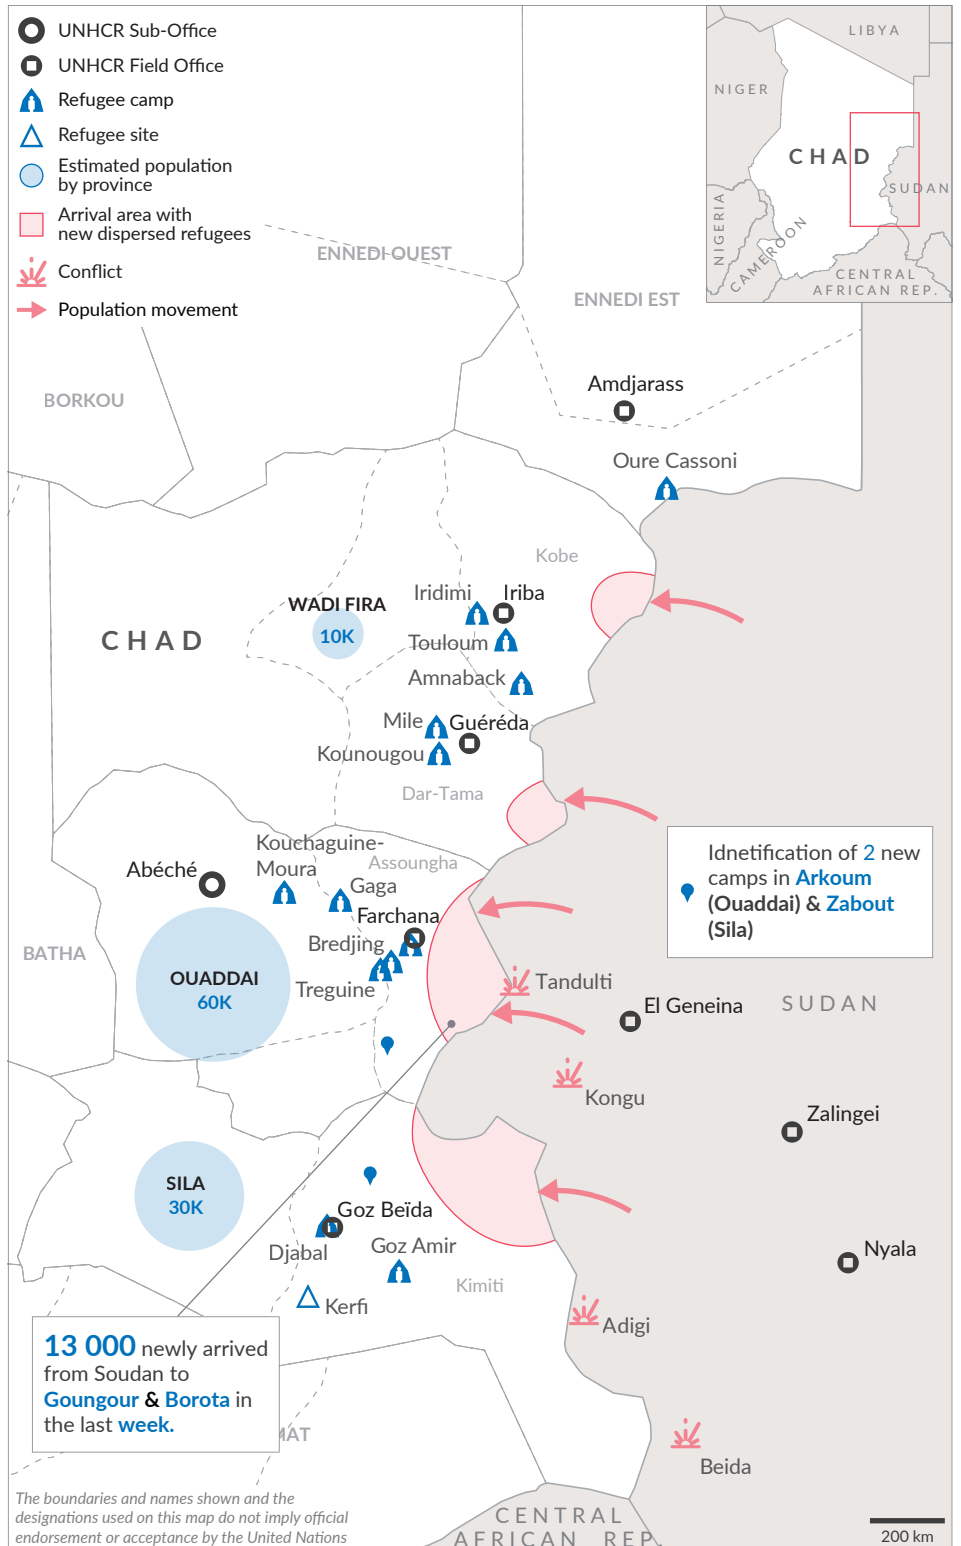 UNHCR Sub-Office
UNHCR Field Office
Refugee camp
Refugee site
Estimated population
by province
Arrival area with
new dispersed refugees
Conflict
Population movement
LIBYA
NIGER
CHAD
SUDAN
NIGERIA
CAMEROON
CENTRAL
AFRICAN REP.
ENNEDI OUEST
ENNEDI EST
BORKOU
Amdjarass
Oure Cassoni
Kobe
WADI FIRA
10K
Iridimi
Iriba
CHAD
Touloum
Amnaback
Mile
Guéréda
Kounougou
Dar-Tama
Kouchaguine-
Moura
Assoungha
Abéché
Gaga
Farchana
Bredjing
Treguine
BATHA
OUADDAI
60K
Idnetification of 2 new
camps in Arkoum
(Ouaddai) & Zabout
(Sila)
Tandulti
El Geneina
SUDAN
Kongu
Zalingei
SILA
30K
Goz Beïda
Djabal
Goz Amir
Kimiti
Kerfi
Nyala
Adigi
13 000 newly arrived
from Soudan to
Goungour & Borota in
the last week.
MAT
Beida
The boundaries and names shown and the
designations used on this map do not imply official
endorsement or acceptance by the United Nations
CENTRAL
AFRICAN REP.
200 km